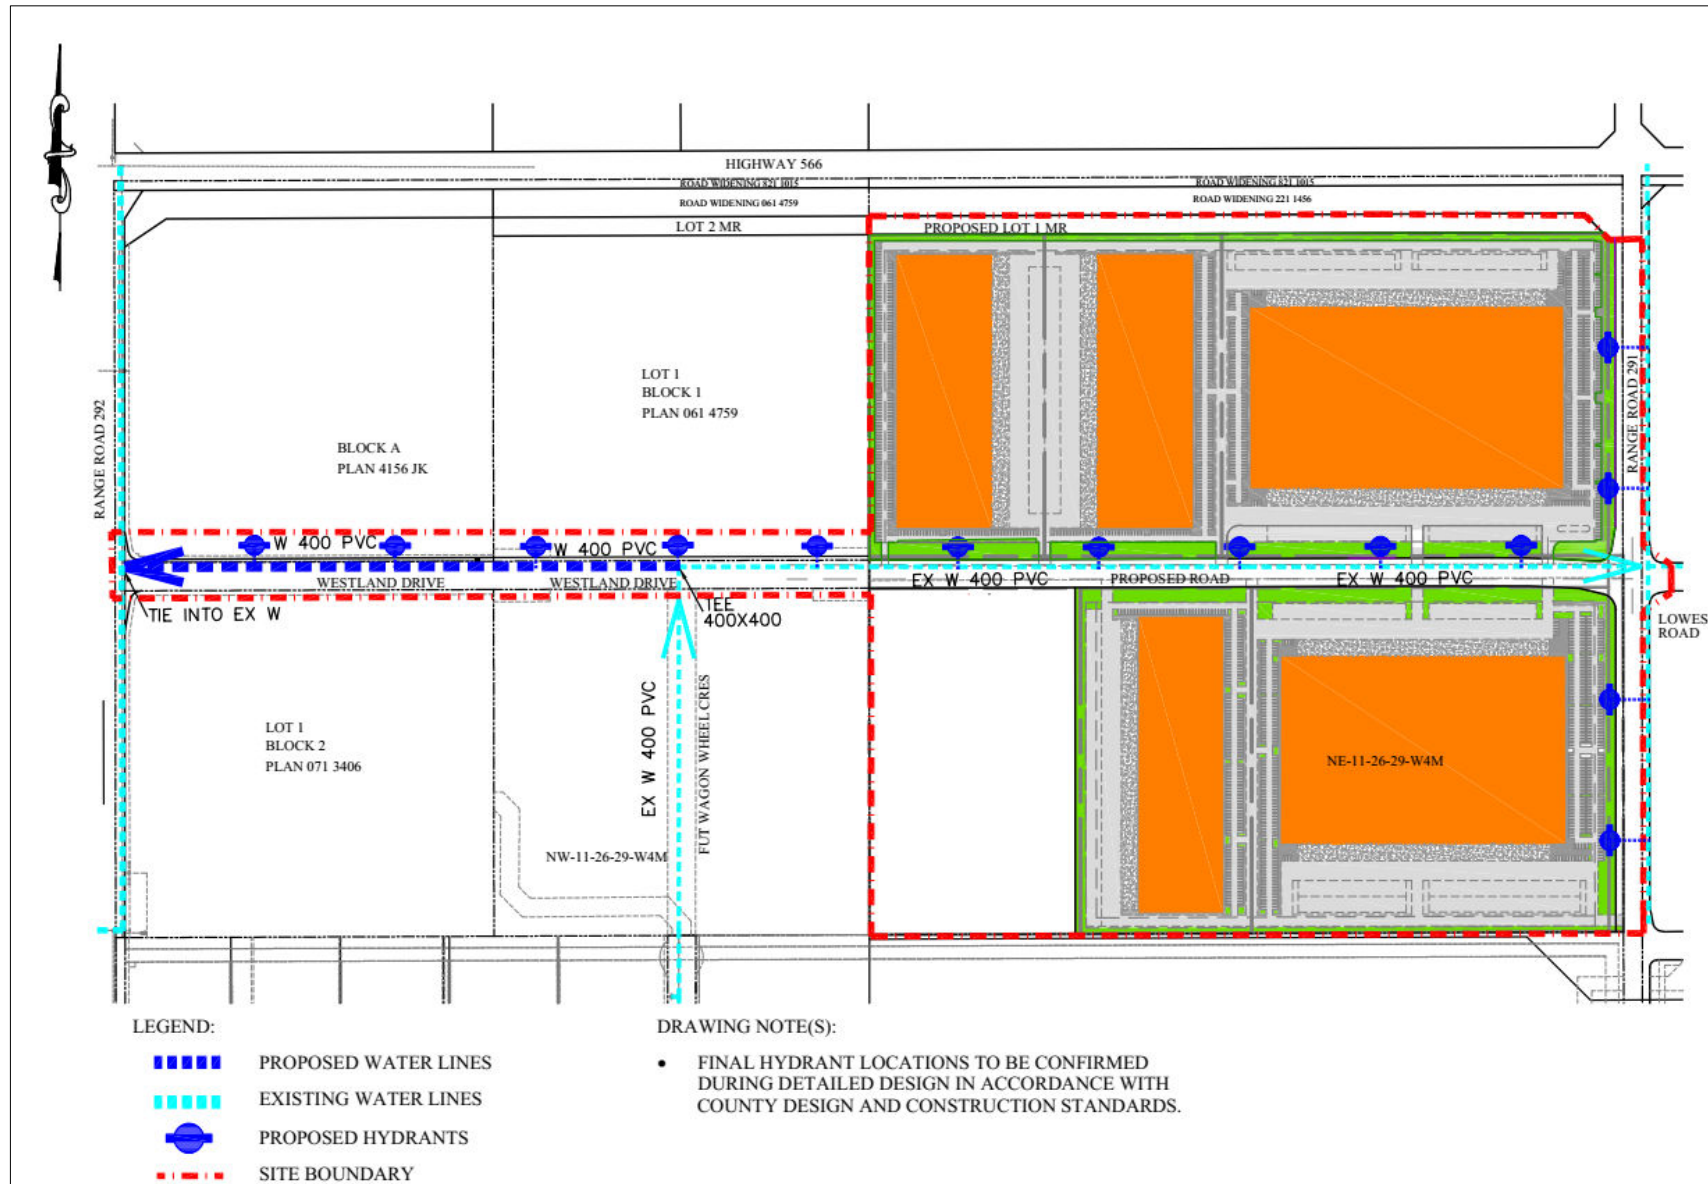 HIGHWAY 566
ROAD WIDENING 821 1015
ROAD WIDENING 821 1015
ROAD WIDENING 061 4759
ROAD WIDENING 221 1456
LOT 2 MR
PROPOSED LOT 1 MR
RANGE ROAD 292
BLOCK A
PLAN 4156 JK
LOT 1
BLOCK 1
PLAN 061 4759
RANGE ROAD 291
W 400 PVC
W 400 PVC
WESTLAND DRIVE
WESTLAND DRIVE
EX W 400 PVC
PROPOSED ROAD
EX W 400 PVC
TIE INTO EX W
TEE
400X400
LOWES
ROAD
EX W 400 PVC
FUT WAGON WHEEL CRES
LOT 1
BLOCK 2
PLAN 071 3406
NW-11-26-29-W4M
NE-11-26-29-W4M
LEGEND:
PROPOSED WATER LINES
EXISTING WATER LINES
PROPOSED HYDRANTS
SITE BOUNDARY
DRAWING NOTE(S):
• FINAL HYDRANT LOCATIONS TO BE CONFIRMED
DURING DETAILED DESIGN IN ACCORDANCE WITH
COUNTY DESIGN AND CONSTRUCTION STANDARDS.